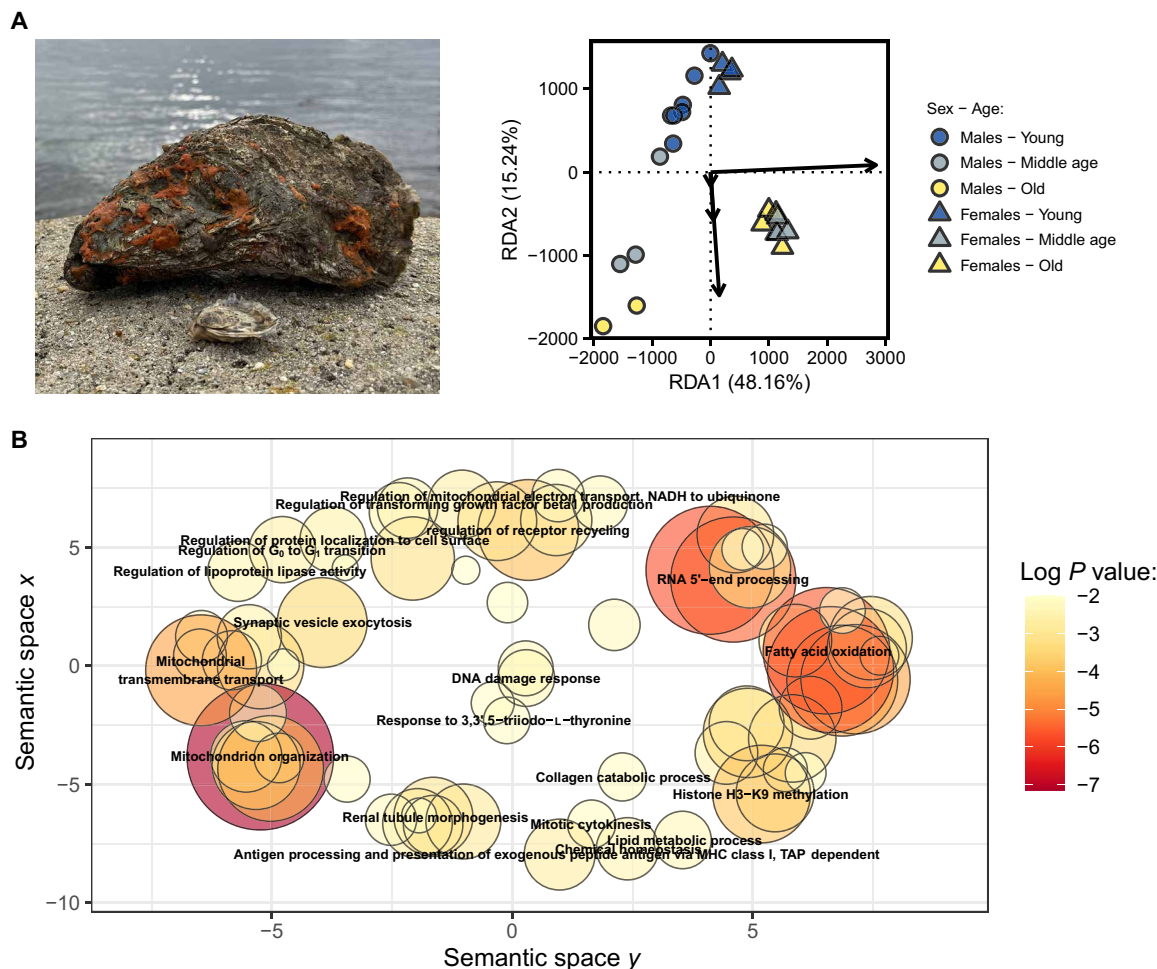 A
1000
0
−1000
−2000
RDA2 (15.24%)
−2000 −1000 0 1000 2000 3000
RDA1 (48.16%)
Sex − Age:
Males − Young
Males − Middle age
Males − Old
Females − Young
Females − Middle age
Females − Old
B
Regulation of mitochondrial electron transport, NADH to ubiquinone
Regulation of transforming growth factor beta1 production
regulation of receptor recycling
Regulation of protein localization to cell surface
Regulation of G₀ to G₁ transition
Regulation of lipoprotein lipase activity
RNA 5'−end processing
Synaptic vesicle exocytosis
Fatty acid oxidation
Mitochondrial
transmembrane transport
DNA damage response
Response to 3,3',5−triiodo−L−thyronine
Mitochondrion organization
Collagen catabolic process
Histone H3−K9 methylation
Renal tubule morphogenesis
Mitotic cytokinesis
Lipid metabolic process
Chemical homeostasis
Antigen processing and presentation of exogenous peptide antigen via MHC class I, TAP dependent
5
0
−5
−10
Semantic space x
−5 0 5
Semantic space y
Log P value:
−2
−3
−4
−5
−6
−7